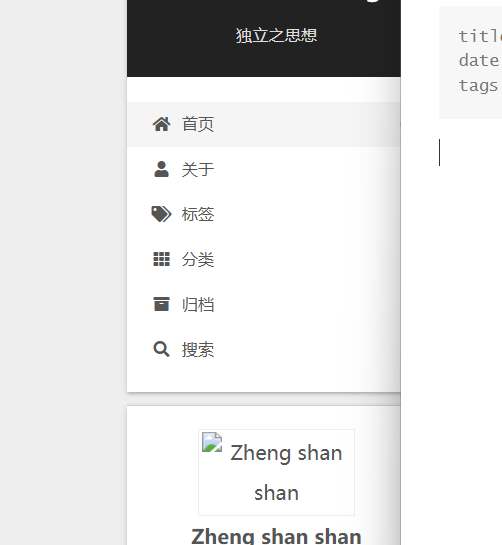 独立之思想
首页
关于
标签
分类
归档
搜索
Zheng shan
shan
Zheng shan shan
date
tags